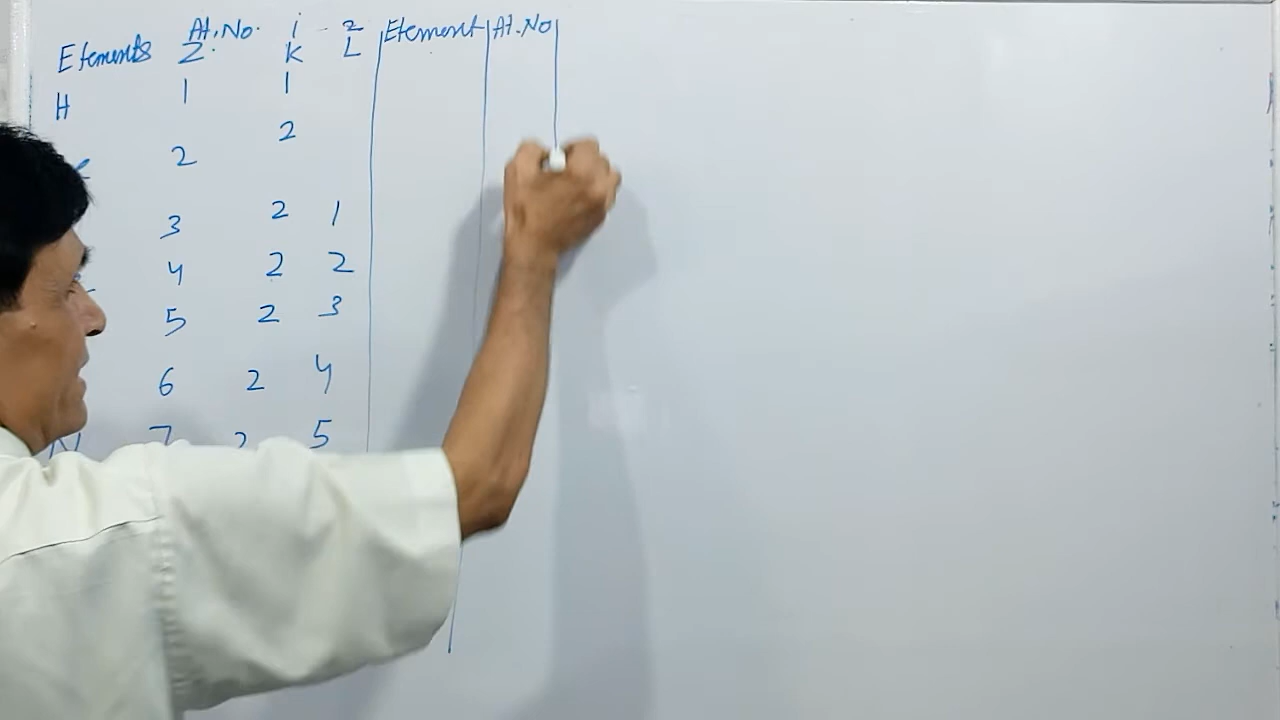 At.No. i - 2 Element At.No
Elements Z. K L
H 1 1
2 2
3 2 1
4 2 2
5 2 3
6 2 4
N 7 2 5